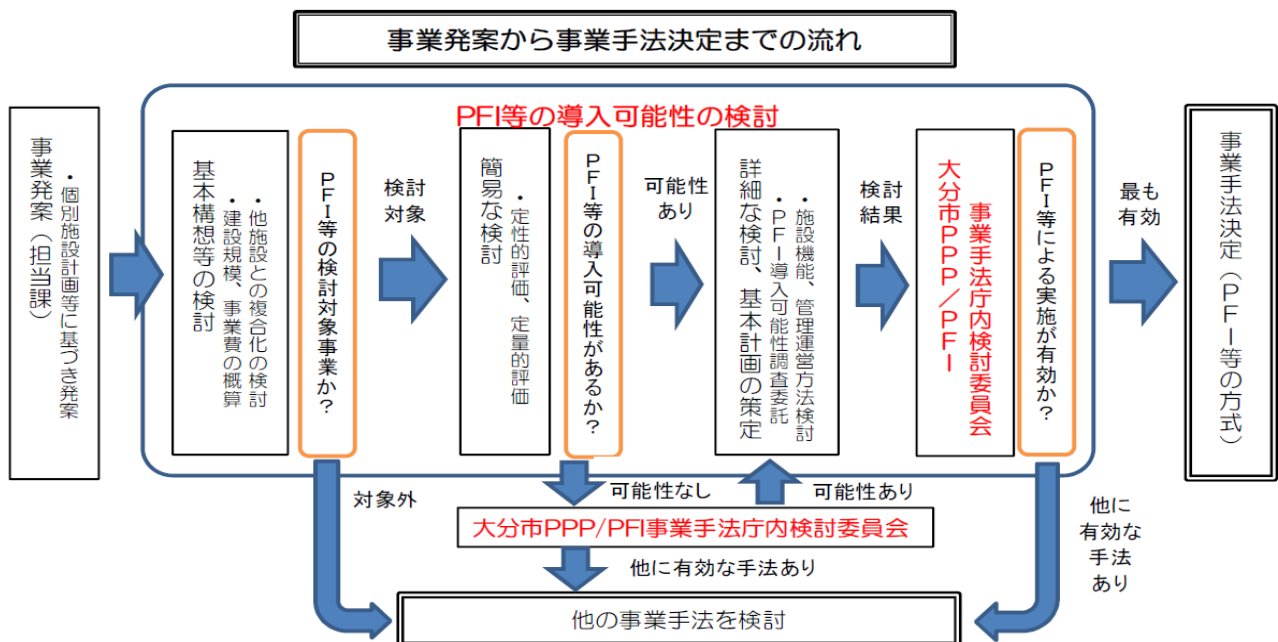 事業発案から事業手法決定までの流れ
PFI等の導入可能性の検討
事業発案(担当課)
・個別施設計画等に基づき発案
基本構想等の検討
・建設規模、事業費の概算
・他施設との複合化の検討
PFI等の検討対象事業か?
検討
対象
簡易な検討
・定性的評価、定量的評価
PFI等の導入可能性があるか?
可能性
あり
詳細な検討、基本計画の策定
・PFI導入可能性調査委託
・施設機能、管理運営方法検討
検討
結果
大分市PPP/PFI
事業手法庁内検討委員会
PFI等による実施が有効か?
最も
有効
事業手法決定(PFI等の方式)
対象外
可能性なし
可能性あり
大分市PPP/PFI事業手法庁内検討委員会
他に有効な手法あり
他に
有効な
手法
あり
他の事業手法を検討